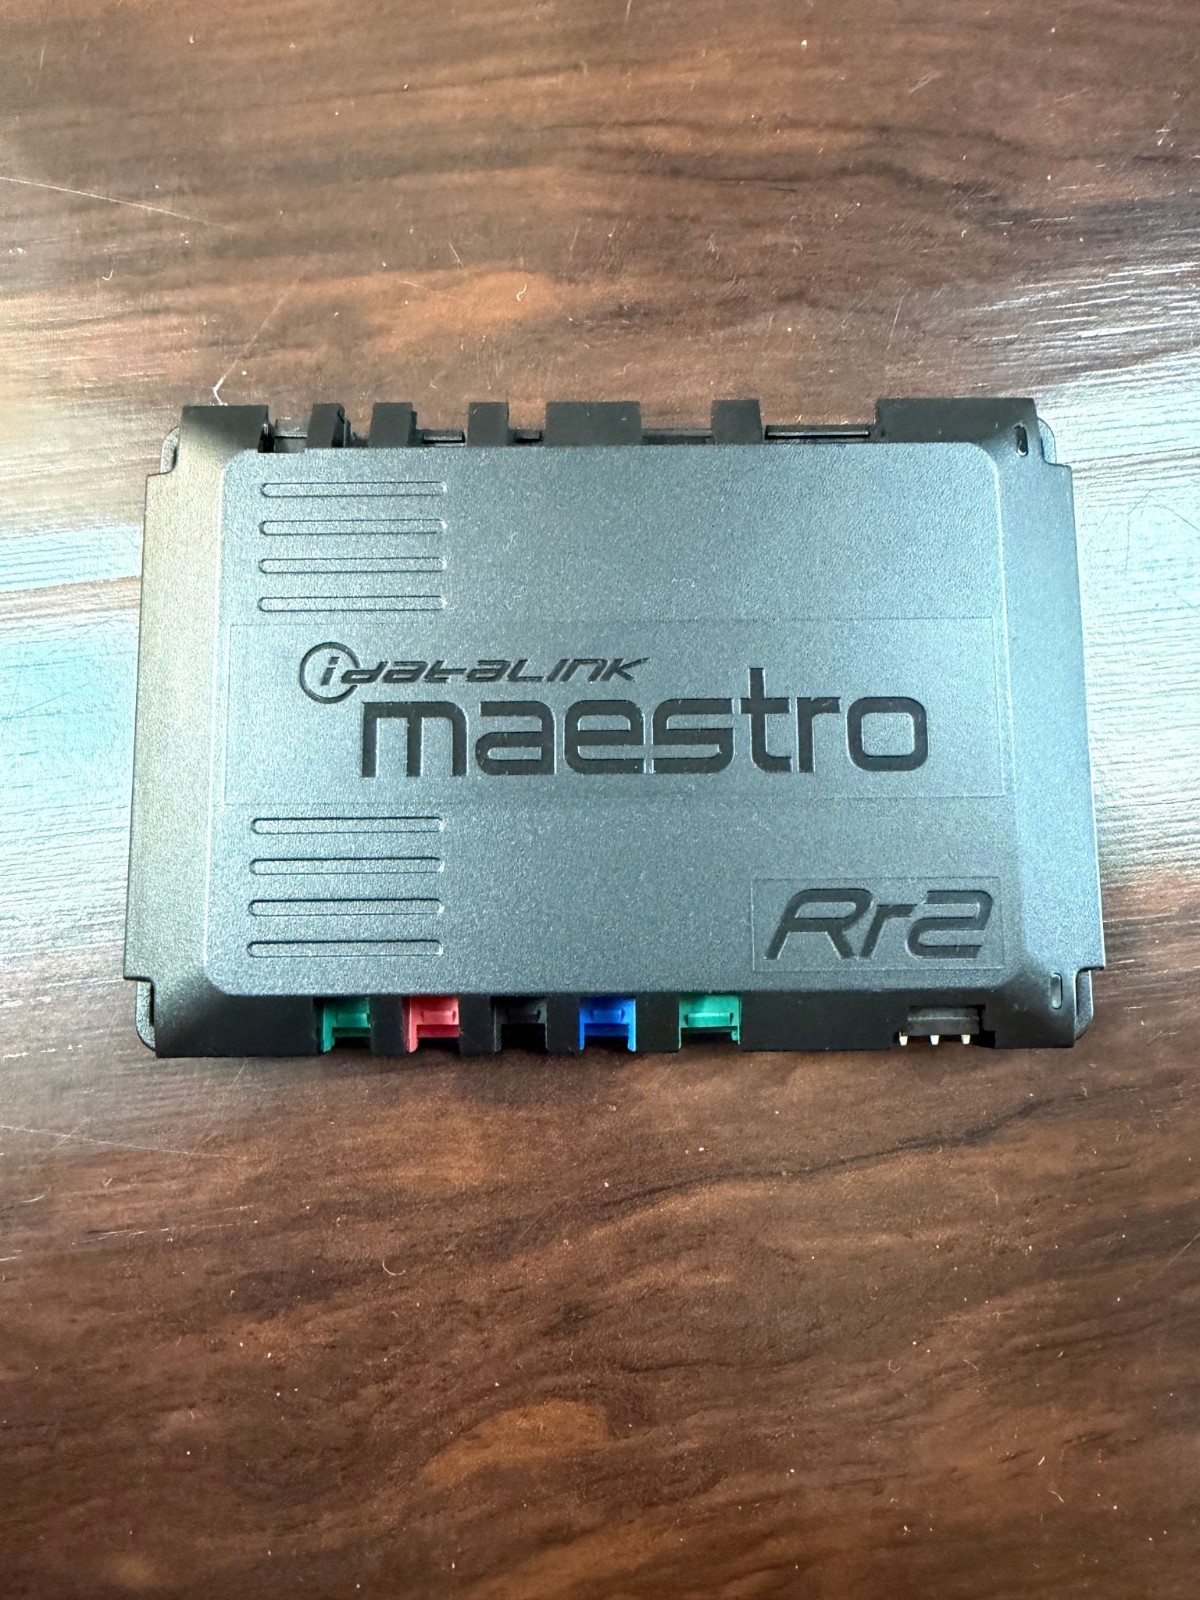 iDatalink
maestro
Rr2